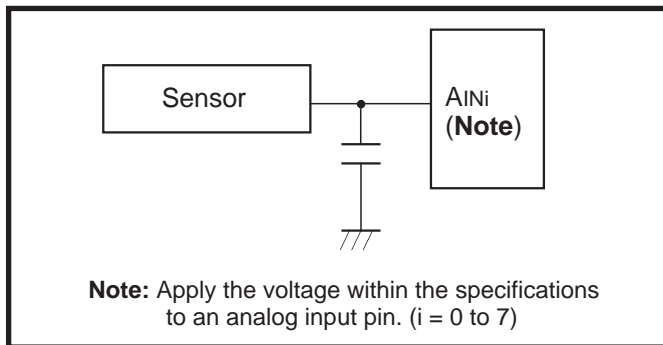 Sensor
AINi
(Note)
Note: Apply the voltage within the specifications
to an analog input pin. (i = 0 to 7)